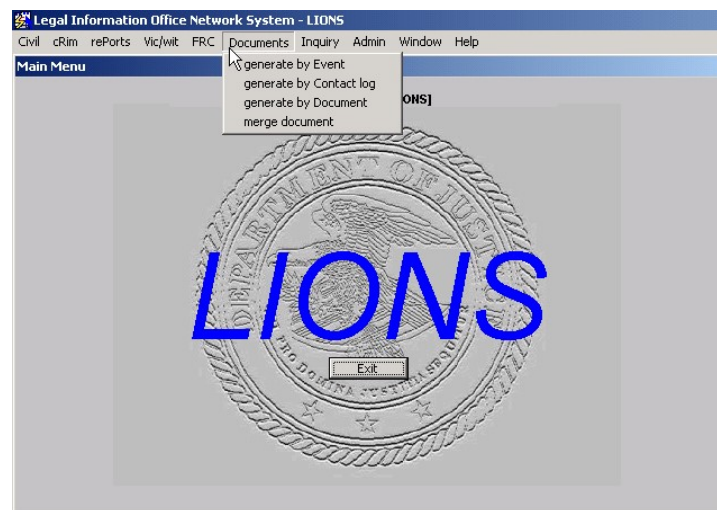 Legal Information Office Network System - LIONS
Civil cRim rePorts Vic/wit FRC Documents Inquiry Admin Window Help
Main Menu
generate by Event
generate by Contact log
generate by Document
merge document
ONS]
DEPARTMENT OF JUSTICE
LIONS
PRO DOMINA JUSTITIA SEQUITUR
Exit